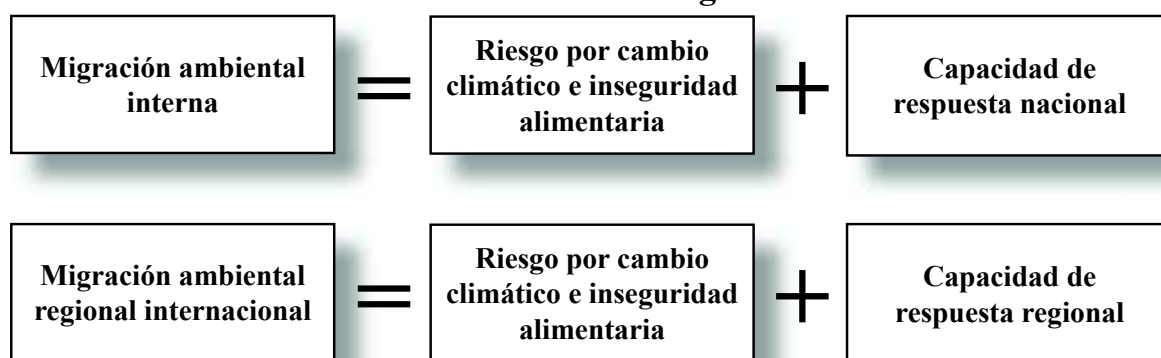 Migración ambiental
interna
=
Riesgo por cambio
climático e inseguridad
alimentaria
+
Capacidad de
respuesta nacional
Migración ambiental
regional internacional
=
Riesgo por cambio
climático e inseguridad
alimentaria
+
Capacidad de
respuesta regional